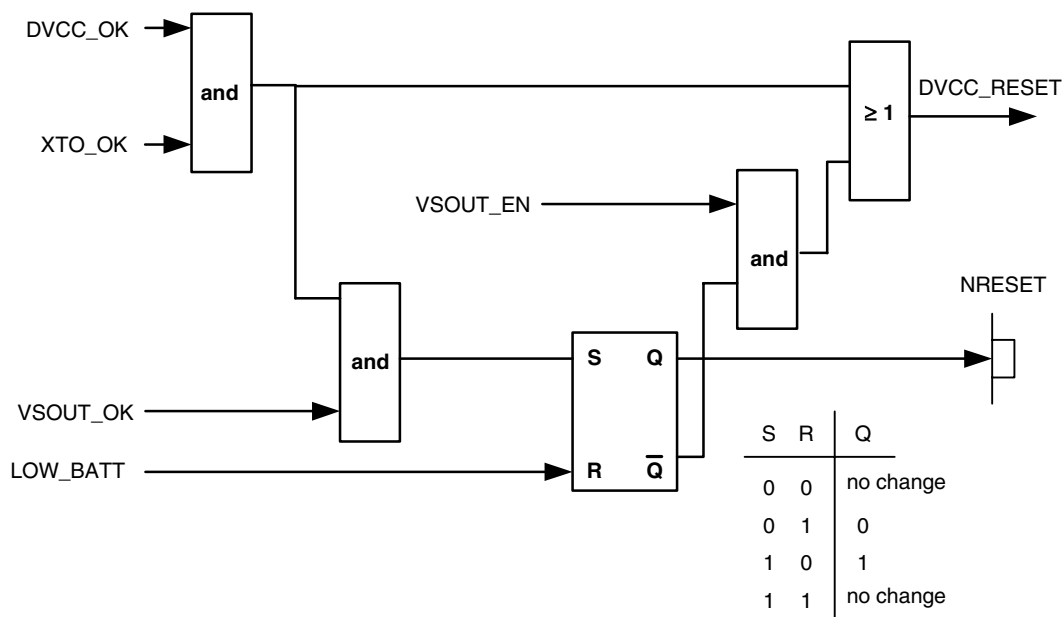 DVCC_OK
and
XTO_OK
≥ 1
DVCC_RESET
VSOUT_EN
and
NRESET
and
S Q
VSOUT_OK
LOW_BATT
R Q̅
S R Q
0 0 no change
0 1 0
1 0 1
1 1 no change